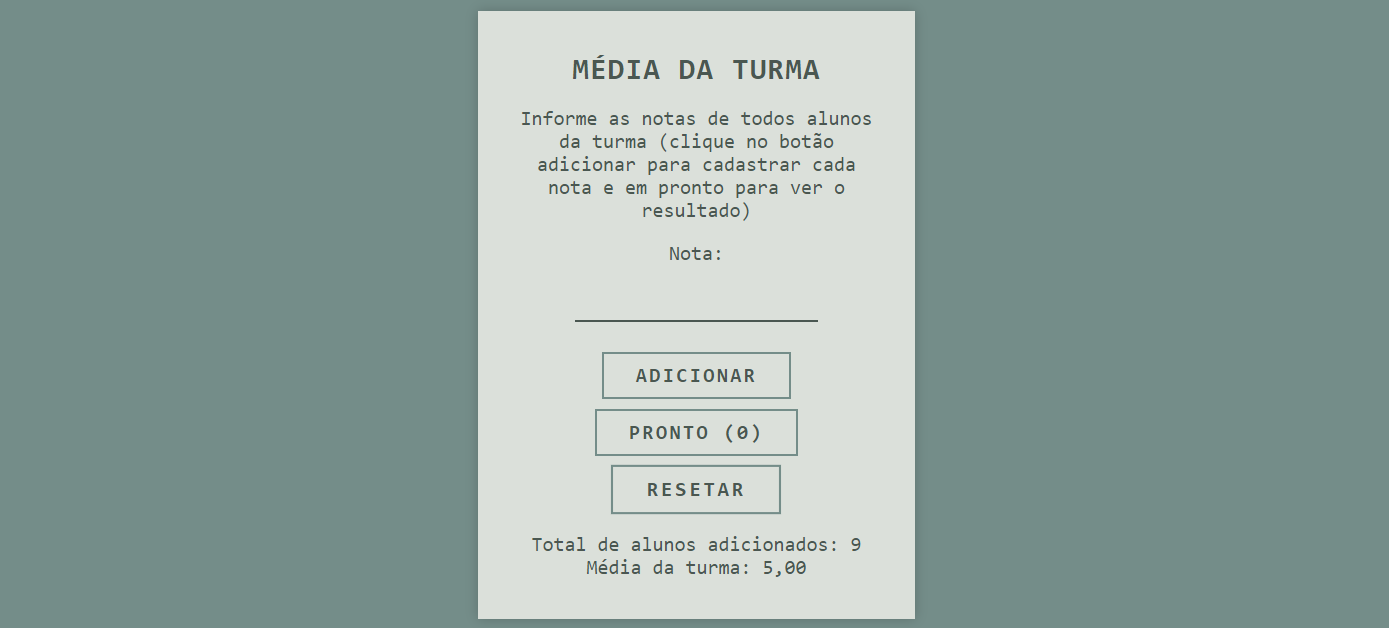 MÉDIA DA TURMA
Informe as notas de todos alunos
da turma (clique no botão
adicionar para cadastrar cada
nota e em pronto para ver o
resultado)
Nota:
ADICIONAR
PRONTO (0)
RESETAR
Total de alunos adicionados: 9
Média da turma: 5,00